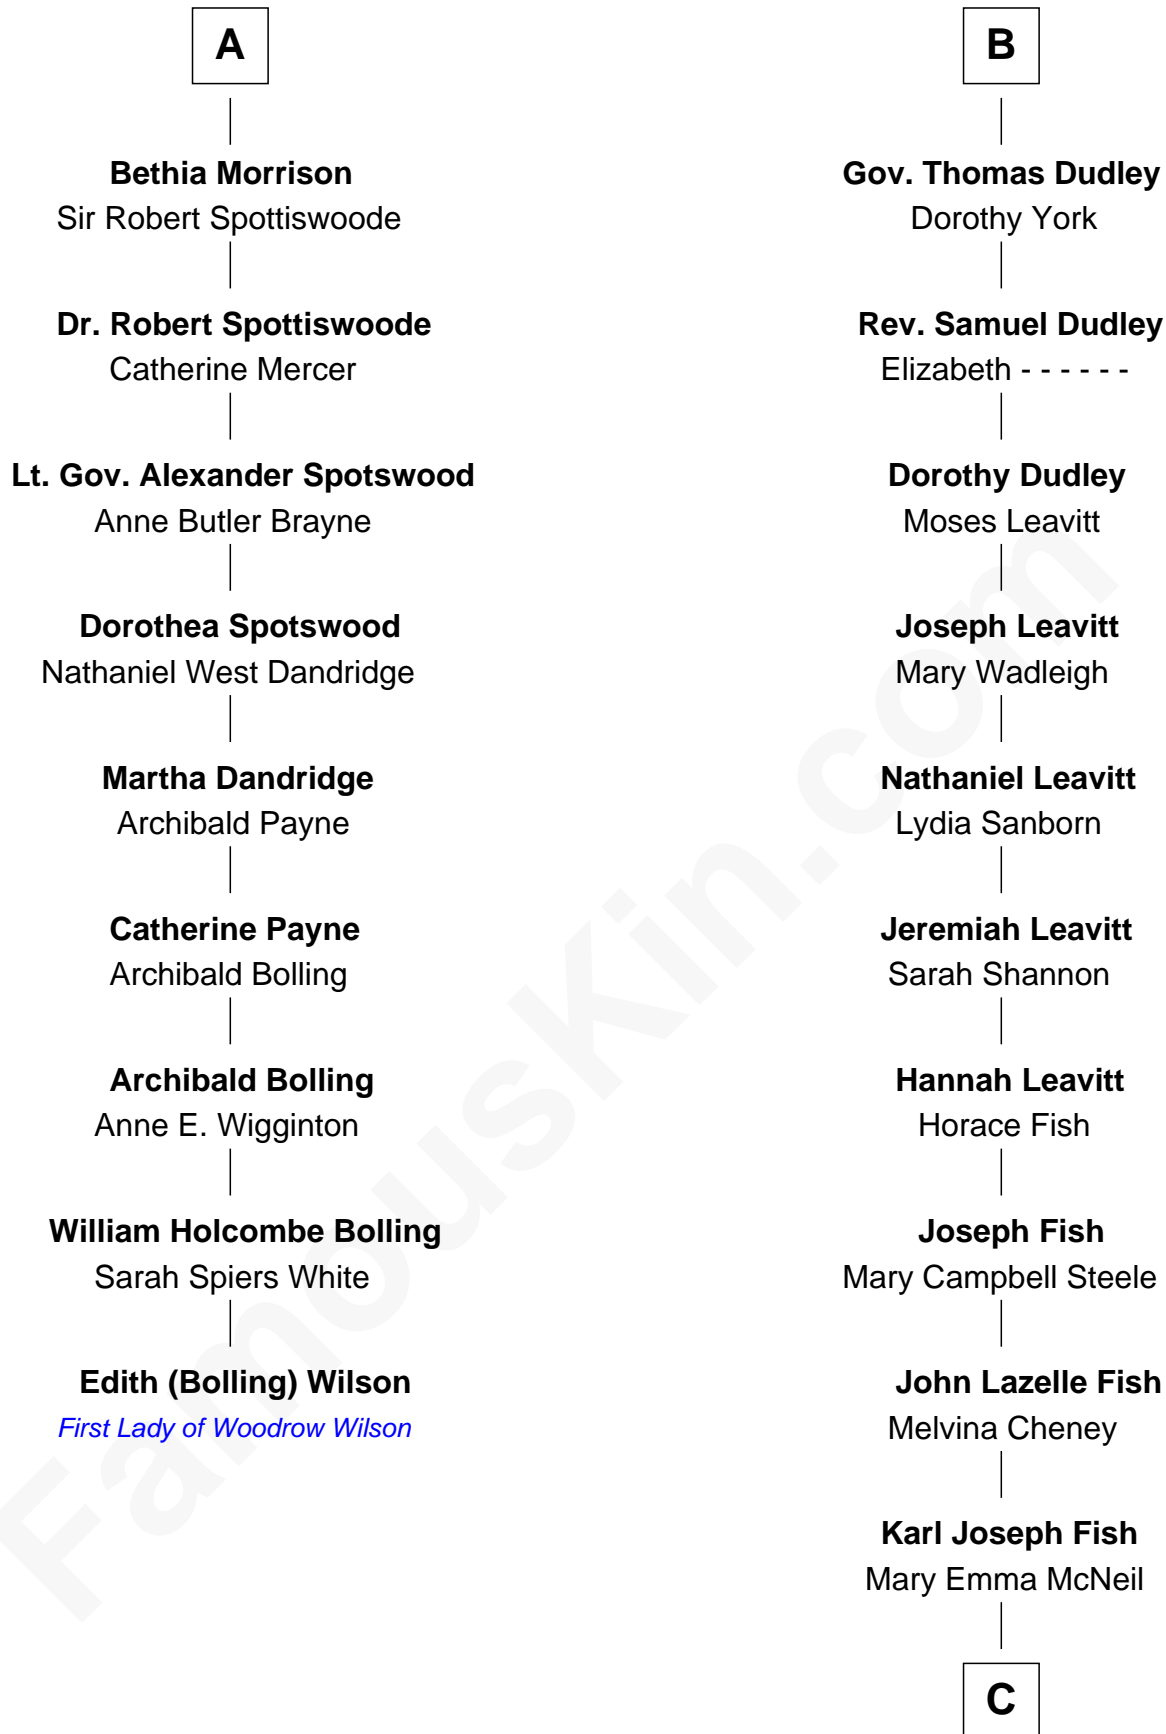 A
Bethia Morrison
Sir Robert Spottiswoode
Dr. Robert Spottiswoode
Catherine Mercer
Lt. Gov. Alexander Spotswood
Anne Butler Brayne
Dorothea Spotswood
Nathaniel West Dandridge
Martha Dandridge
Archibald Payne
Catherine Payne
Archibald Bolling
Archibald Bolling
Anne E. Wigginton
William Holcombe Bolling
Sarah Spiers White
Edith (Bolling) Wilson
First Lady of Woodrow Wilson
B
Gov. Thomas Dudley
Dorothy York
Rev. Samuel Dudley
Elizabeth - - - - - -
Dorothy Dudley
Moses Leavitt
Joseph Leavitt
Mary Wadleigh
Nathaniel Leavitt
Lydia Sanborn
Jeremiah Leavitt
Sarah Shannon
Hannah Leavitt
Horace Fish
Joseph Fish
Mary Campbell Steele
John Lazelle Fish
Melvina Cheney
Karl Joseph Fish
Mary Emma McNeil
C
FamousKin.com